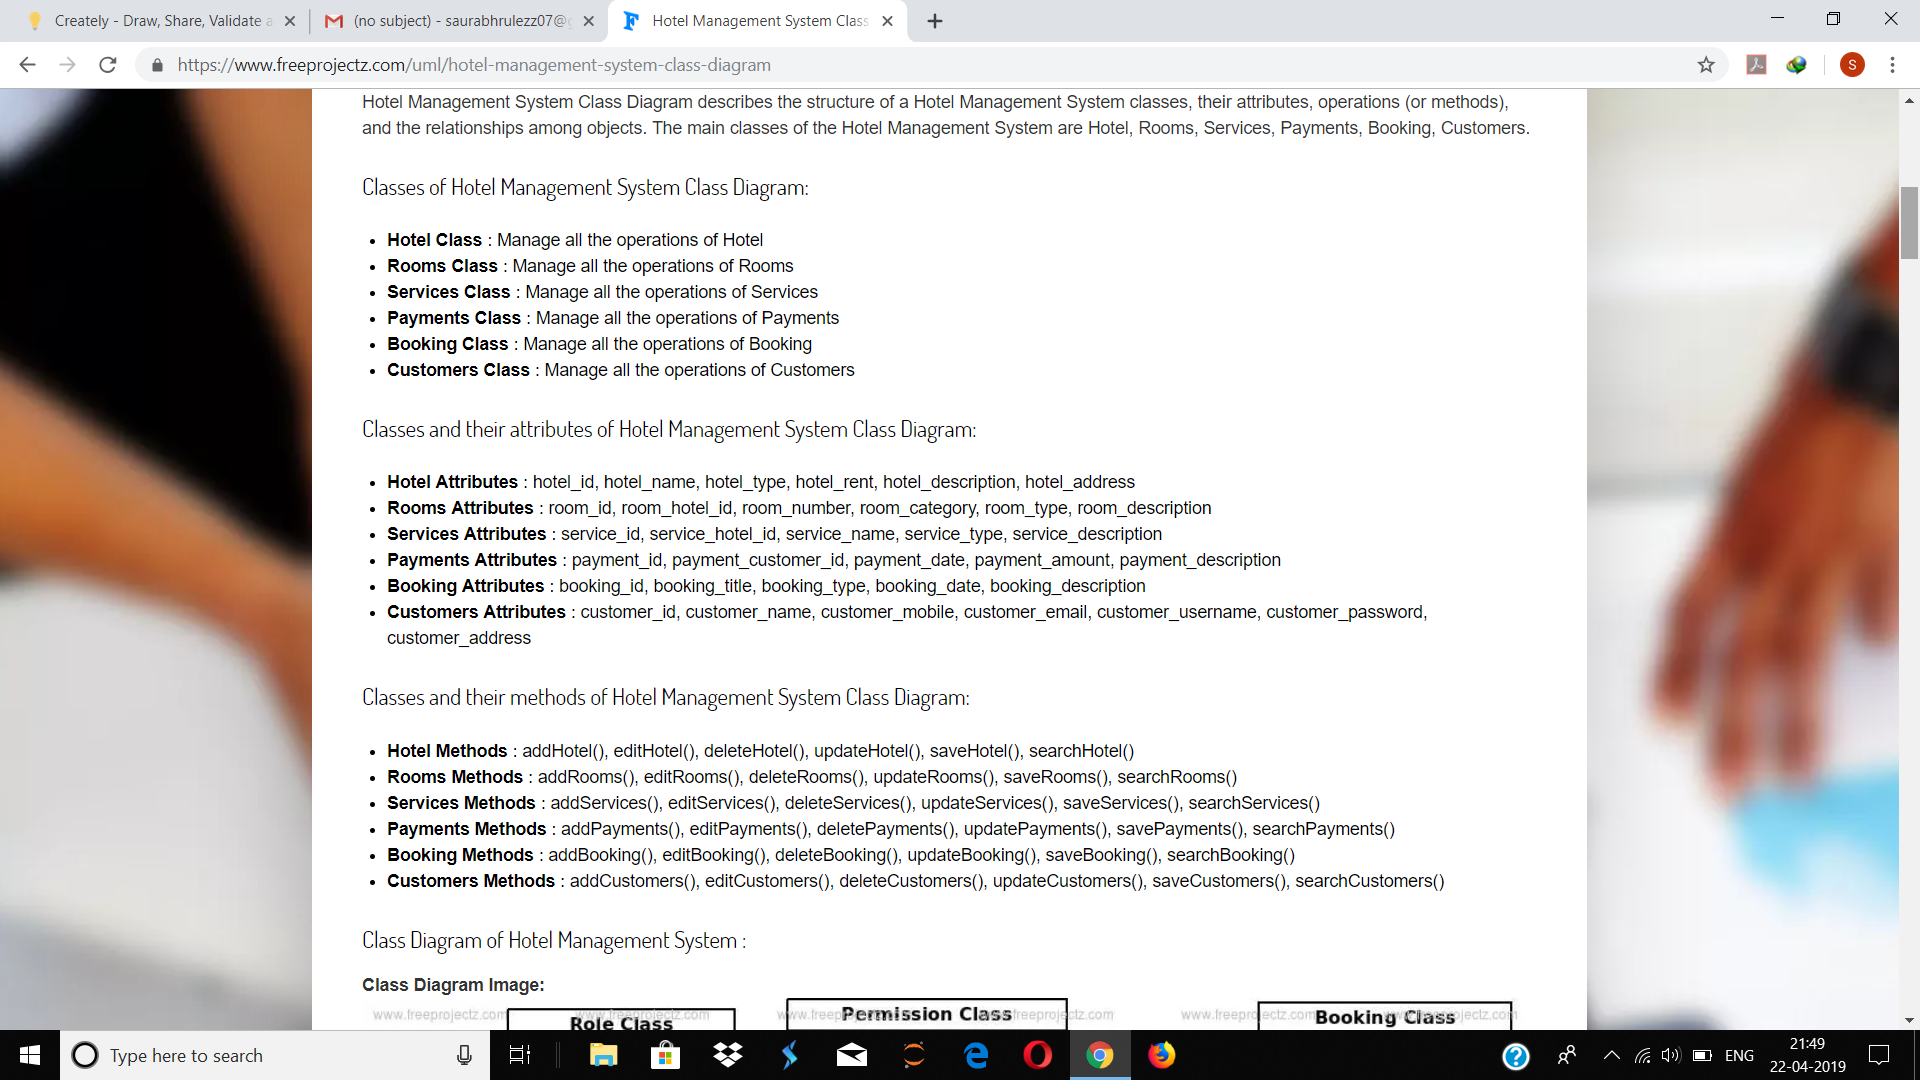 Creately - Draw, Share, Validate a
(no subject) - saurabhrulezz07@g
Hotel Management System Class
https://www.freeprojectz.com/uml/hotel-management-system-class-diagram
S
Hotel Management System Class Diagram describes the structure of a Hotel Management System classes, their attributes, operations (or methods),
and the relationships among objects. The main classes of the Hotel Management System are Hotel, Rooms, Services, Payments, Booking, Customers.
Classes of Hotel Management System Class Diagram:
• Hotel Class : Manage all the operations of Hotel
• Rooms Class : Manage all the operations of Rooms
• Services Class : Manage all the operations of Services
• Payments Class : Manage all the operations of Payments
• Booking Class : Manage all the operations of Booking
• Customers Class : Manage all the operations of Customers
Classes and their attributes of Hotel Management System Class Diagram:
• Hotel Attributes : hotel_id, hotel_name, hotel_type, hotel_rent, hotel_description, hotel_address
• Rooms Attributes : room_id, room_hotel_id, room_number, room_category, room_type, room_description
• Services Attributes : service_id, service_hotel_id, service_name, service_type, service_description
• Payments Attributes : payment_id, payment_customer_id, payment_date, payment_amount, payment_description
• Booking Attributes : booking_id, booking_title, booking_type, booking_date, booking_description
• Customers Attributes : customer_id, customer_name, customer_mobile, customer_email, customer_username, customer_password,
customer_address
Classes and their methods of Hotel Management System Class Diagram:
• Hotel Methods : addHotel(), editHotel(), deleteHotel(), updateHotel(), saveHotel(), searchHotel()
• Rooms Methods : addRooms(), editRooms(), deleteRooms(), updateRooms(), saveRooms(), searchRooms()
• Services Methods : addServices(), editServices(), deleteServices(), updateServices(), saveServices(), searchServices()
• Payments Methods : addPayments(), editPayments(), deletePayments(), updatePayments(), savePayments(), searchPayments()
• Booking Methods : addBooking(), editBooking(), deleteBooking(), updateBooking(), saveBooking(), searchBooking()
• Customers Methods : addCustomers(), editCustomers(), deleteCustomers(), updateCustomers(), saveCustomers(), searchCustomers()
Class Diagram of Hotel Management System :
Class Diagram Image:
www.freeprojectz.com www.freeprojectz.com www.freeprojectz.com www.freeprojectz.com www.freeprojectz.com www.freeprojectz.com
Role Class
Permission Class
Booking Class
Type here to search
ENG
21:49
22-04-2019